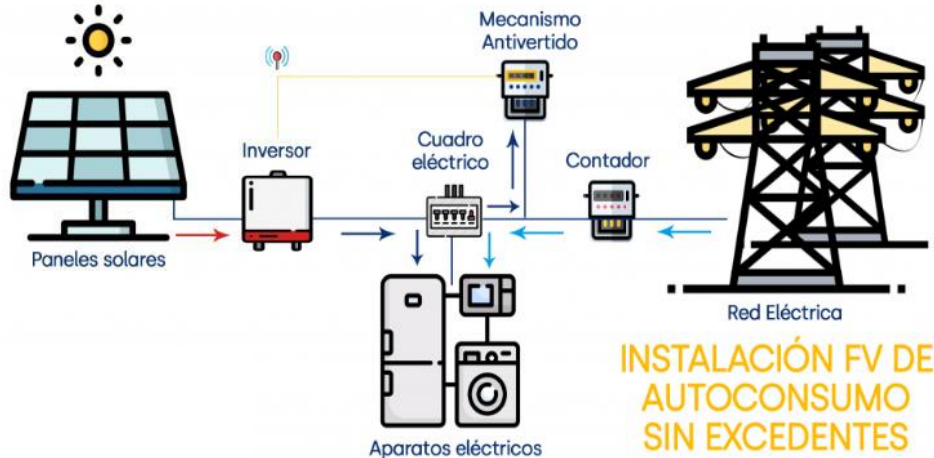 Mecanismo
Antivertido
Inversor
Cuadro
eléctrico
Contador
Paneles solares
Red Eléctrica
INSTALACIÓN FV DE
AUTOCONSUMO
SIN EXCEDENTES
Aparatos eléctricos